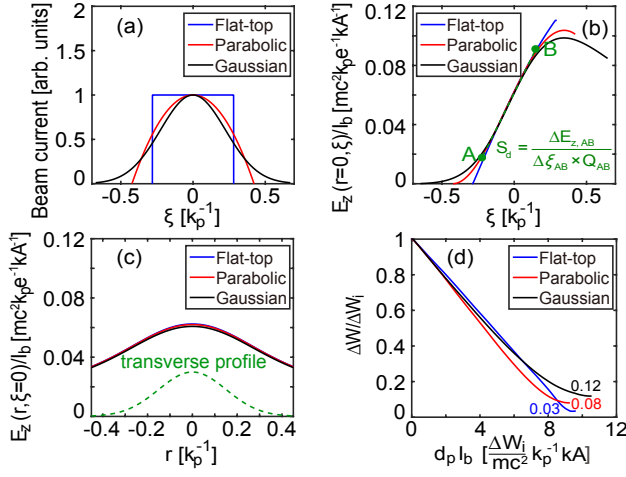 (a)
Flat-top
Parabolic
Gaussian
Beam current [arb. units]
2
1.5
1
0.5
0
-0.5 0 0.5
ξ [k_p^-1]
(b)
Flat-top
Parabolic
Gaussian
E_z(r=0,ξ)/I_b [mc²k_pe^-1kA^-1]
0.12
0.08
0.04
0
-0.5 0 0.5
ξ [k_p^-1]
A
B
S_d = ΔE_z,AB / Δξ_AB × Q_AB
(c)
Flat-top
Parabolic
Gaussian
E_z(r,ξ=0)/I_b [mc²k_pe^-1kA^-1]
0.12
0.08
0.04
0
-0.4 -0.2 0 0.2 0.4
r [k_p^-1]
transverse profile
(d)
Flat-top
Parabolic
Gaussian
ΔW/ΔW_i
1
0.8
0.6
0.4
0.2
0
0 4 8 12
d_pI_b [ΔW_i/mc² k_p^-1kA]
0.12
0.08
0.03